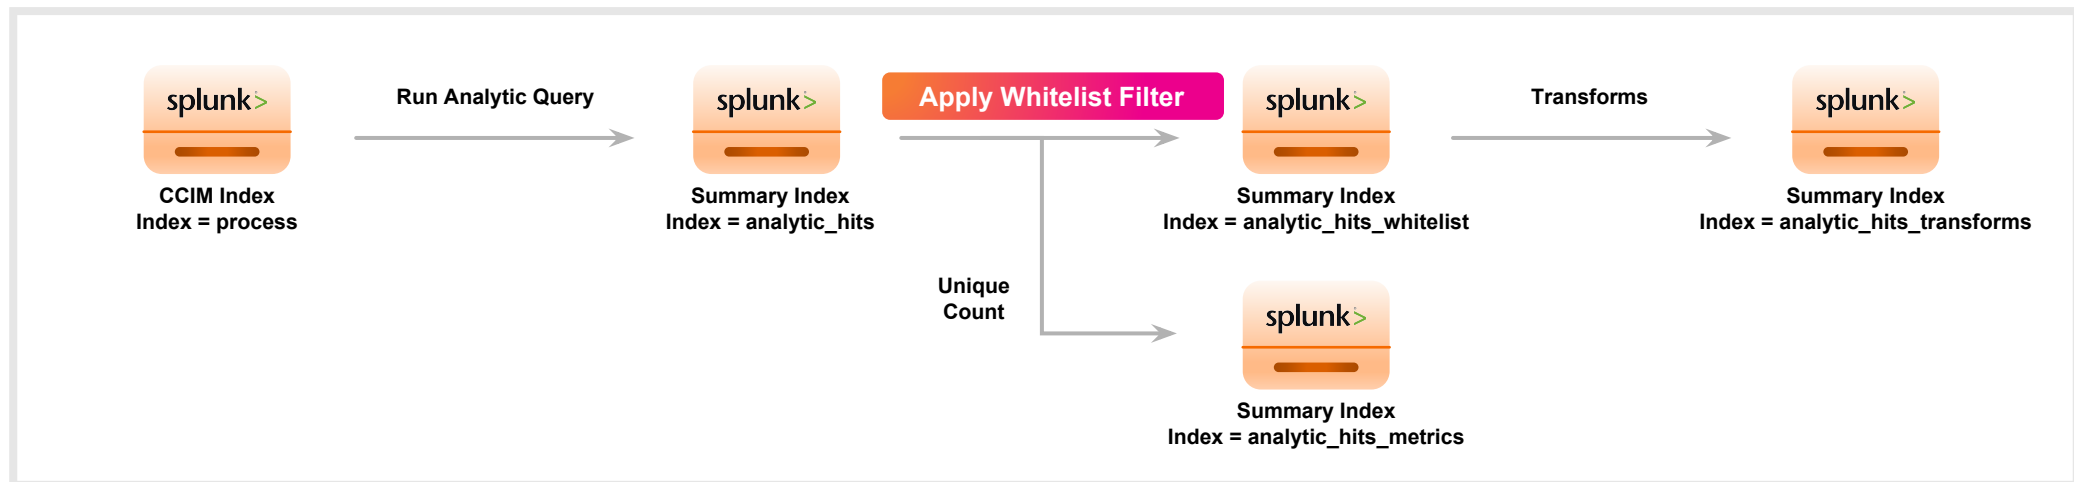 splunk>
CCIM Index
Index = process
Run Analytic Query
splunk>
Summary Index
Index = analytic_hits
Apply Whitelist Filter
splunk>
Summary Index
Index = analytic_hits_whitelist
Transforms
splunk>
Summary Index
Index = analytic_hits_transforms
Unique
Count
splunk>
Summary Index
Index = analytic_hits_metrics